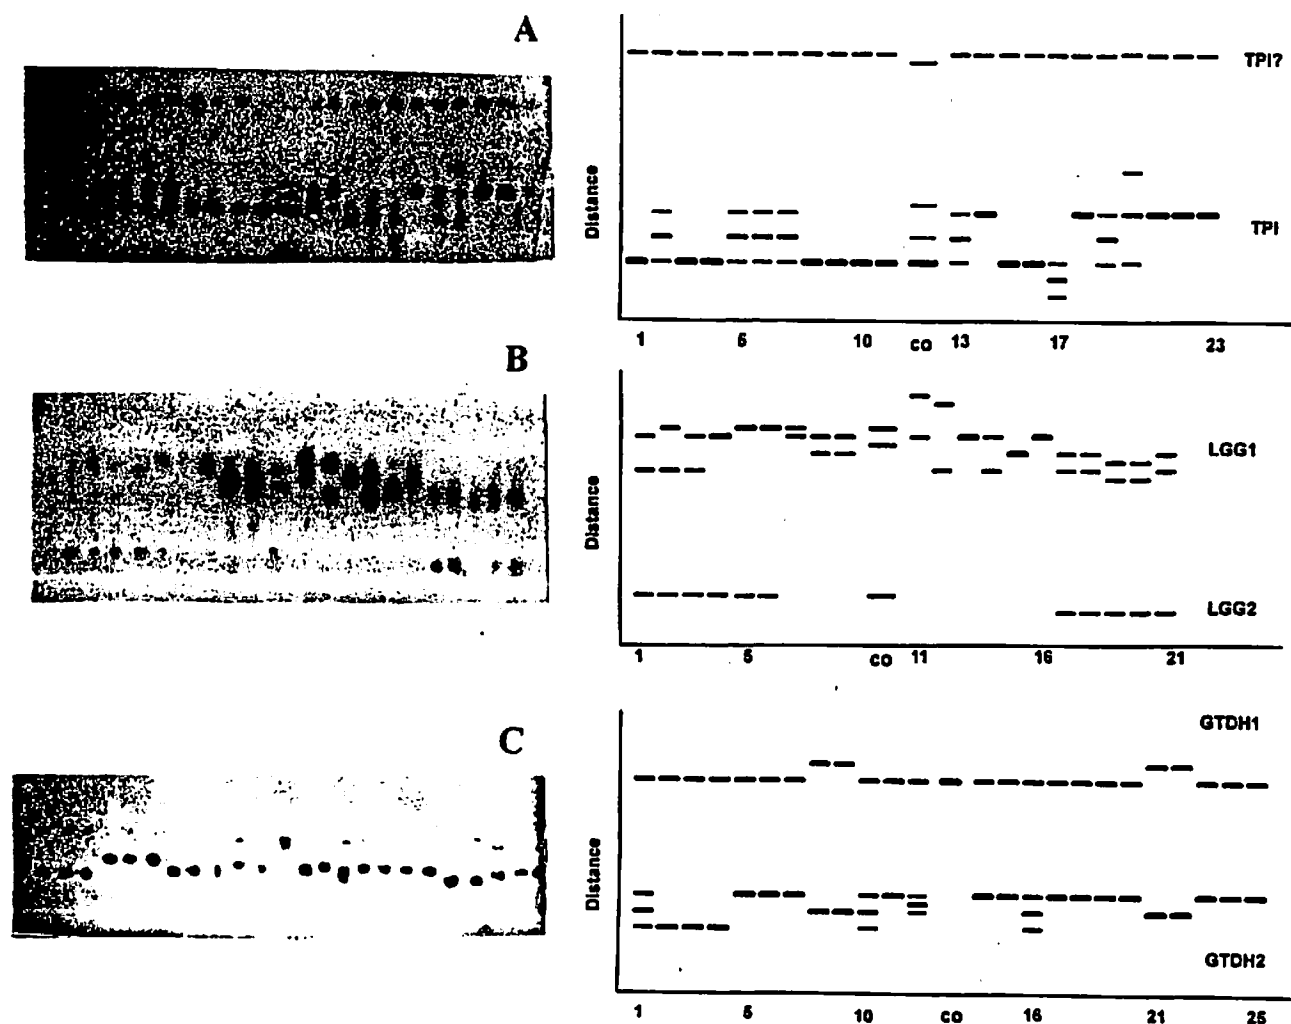 A
TPI?
Distance
TPI
1 5 10 co 13 17 23
B
LGG1
Distance
LGG2
1 5 co 11 16 21
C
GTDH1
Distance
GTDH2
1 5 10 co 16 21 25